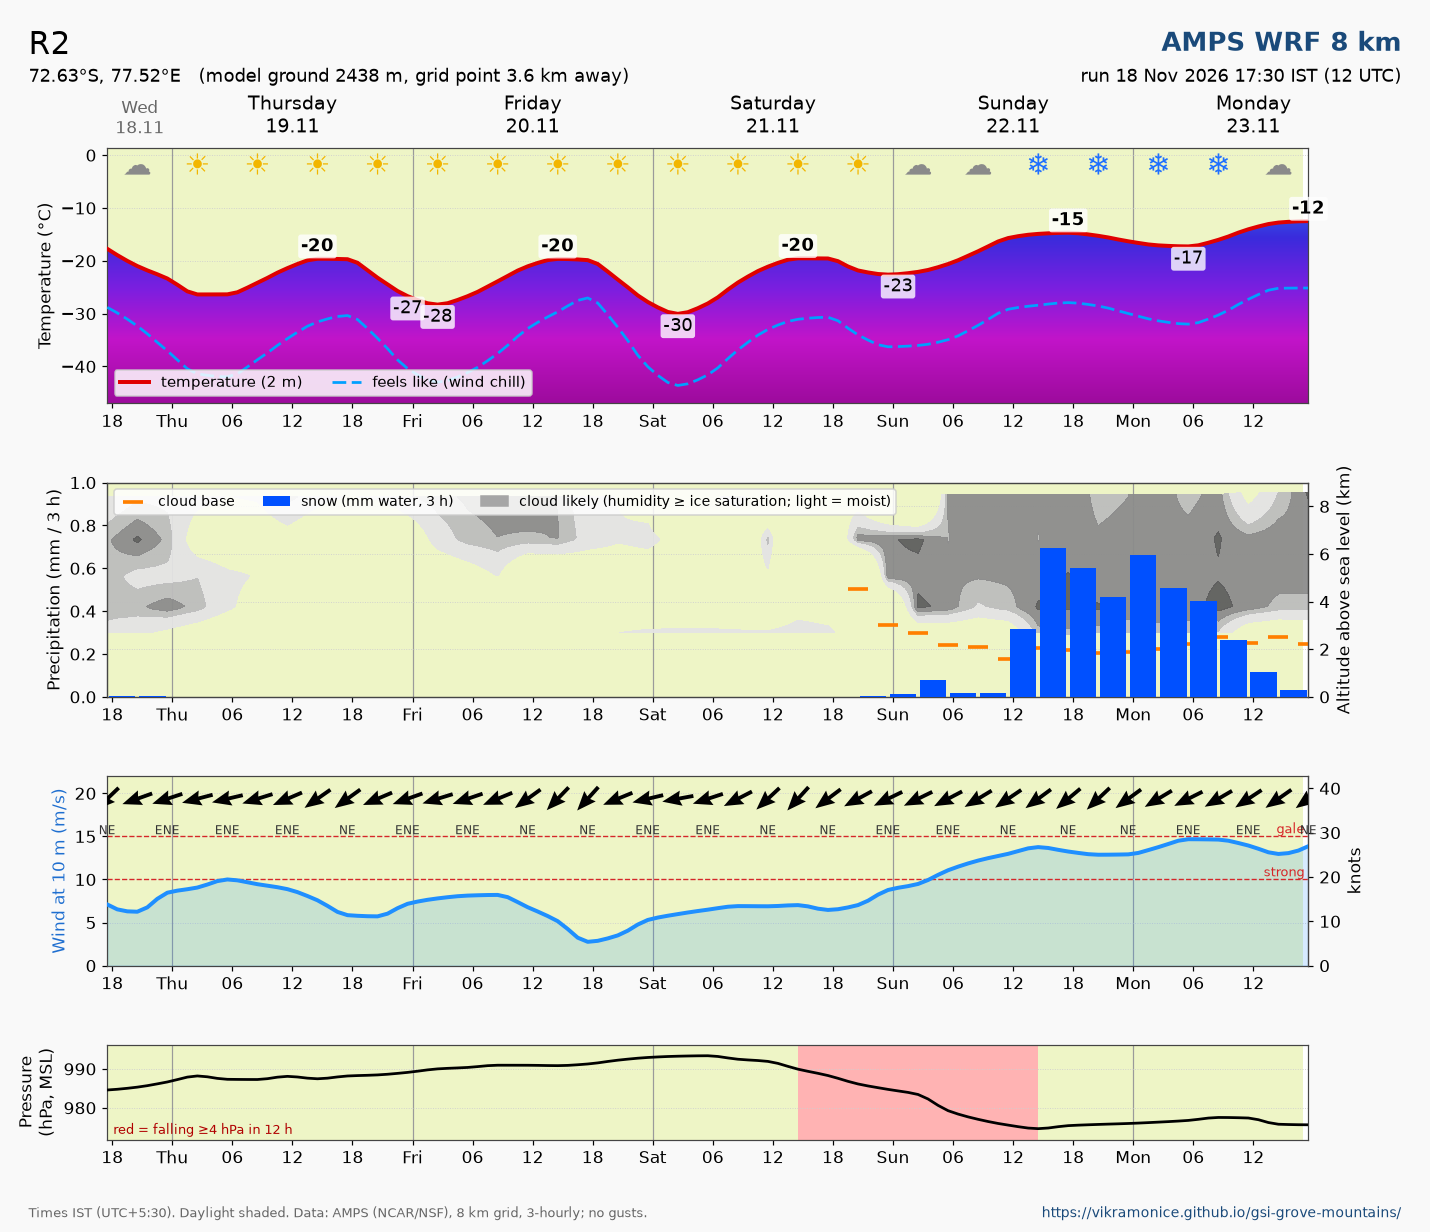 R2
AMPS WRF 8 km
72.63°S, 77.52°E (model ground 2438 m, grid point 3.6 km away)
run 18 Nov 2026 17:30 IST (12 UTC)
Wed Thursday Friday Saturday Sunday Monday
18.11 19.11 20.11 21.11 22.11 23.11
Temperature (°C)
0
−10
−20
−30
−40
-20 -20 -20 -15 -12
-27 -28 -30 -23 -17
temperature (2 m) feels like (wind chill)
18 Thu 06 12 18 Fri 06 12 18 Sat 06 12 18 Sun 06 12 18 Mon 06 12
Precipitation (mm / 3 h)
1.0
0.8
0.6
0.4
0.2
0.0
cloud base snow (mm water, 3 h) cloud likely (humidity ≥ ice saturation; light = moist)
8
6
4
2
0
Altitude above sea level (km)
18 Thu 06 12 18 Fri 06 12 18 Sat 06 12 18 Sun 06 12 18 Mon 06 12
Wind at 10 m (m/s)
20
15
10
5
0
NE ENE ENE ENE NE ENE ENE NE NE ENE ENE NE NE ENE ENE NE NE NE ENE ENE NE
gale
strong
40
30
20
10
0
knots
18 Thu 06 12 18 Fri 06 12 18 Sat 06 12 18 Sun 06 12 18 Mon 06 12
Pressure
(hPa, MSL)
990
980
red = falling ≥4 hPa in 12 h
18 Thu 06 12 18 Fri 06 12 18 Sat 06 12 18 Sun 06 12 18 Mon 06 12
Times IST (UTC+5:30). Daylight shaded. Data: AMPS (NCAR/NSF), 8 km grid, 3-hourly; no gusts.
https://vikramonice.github.io/gsi-grove-mountains/